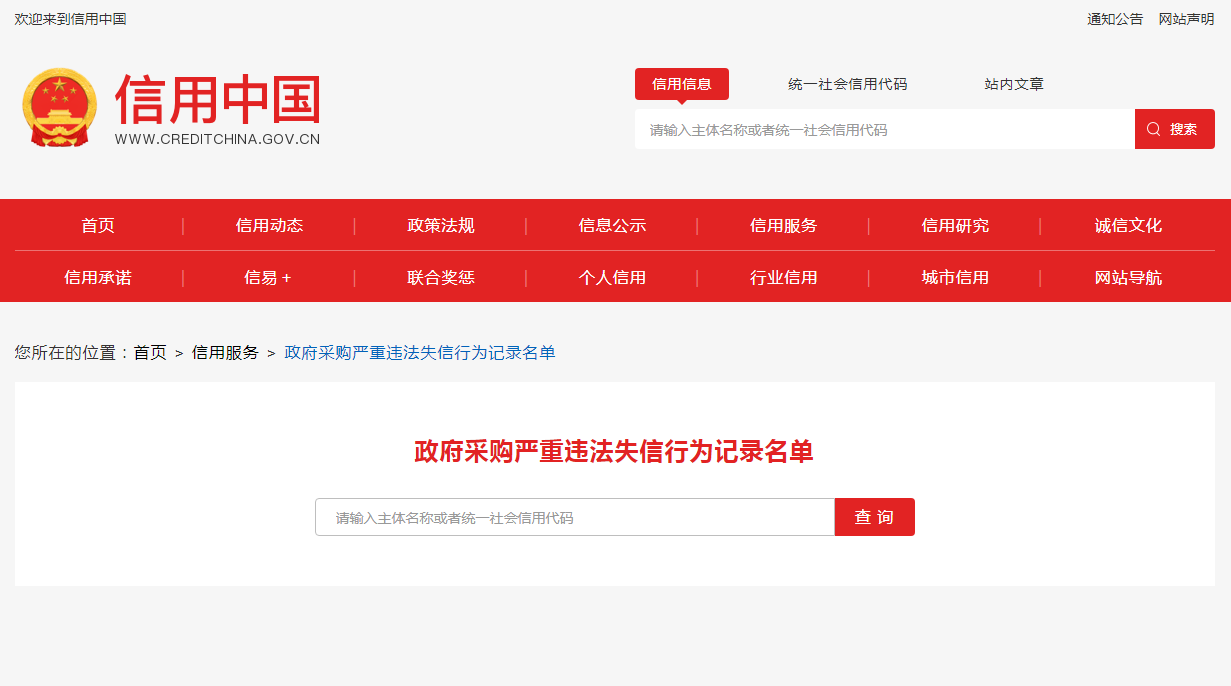 欢迎来到信用中国 通知公告 网站声明
信用中国
WWW.CREDITCHINA.GOV.CN
信用信息 统一社会信用代码 站内文章
请输入主体名称或者统一社会信用代码 搜索
首页 | 信用动态 | 政策法规 | 信息公示 | 信用服务 | 信用研究 | 诚信文化
信用承诺 | 信易 + | 联合奖惩 | 个人信用 | 行业信用 | 城市信用 | 网站导航
您所在的位置：首页 > 信用服务 > 政府采购严重违法失信行为记录名单
政府采购严重违法失信行为记录名单
请输入主体名称或者统一社会信用代码 查 询